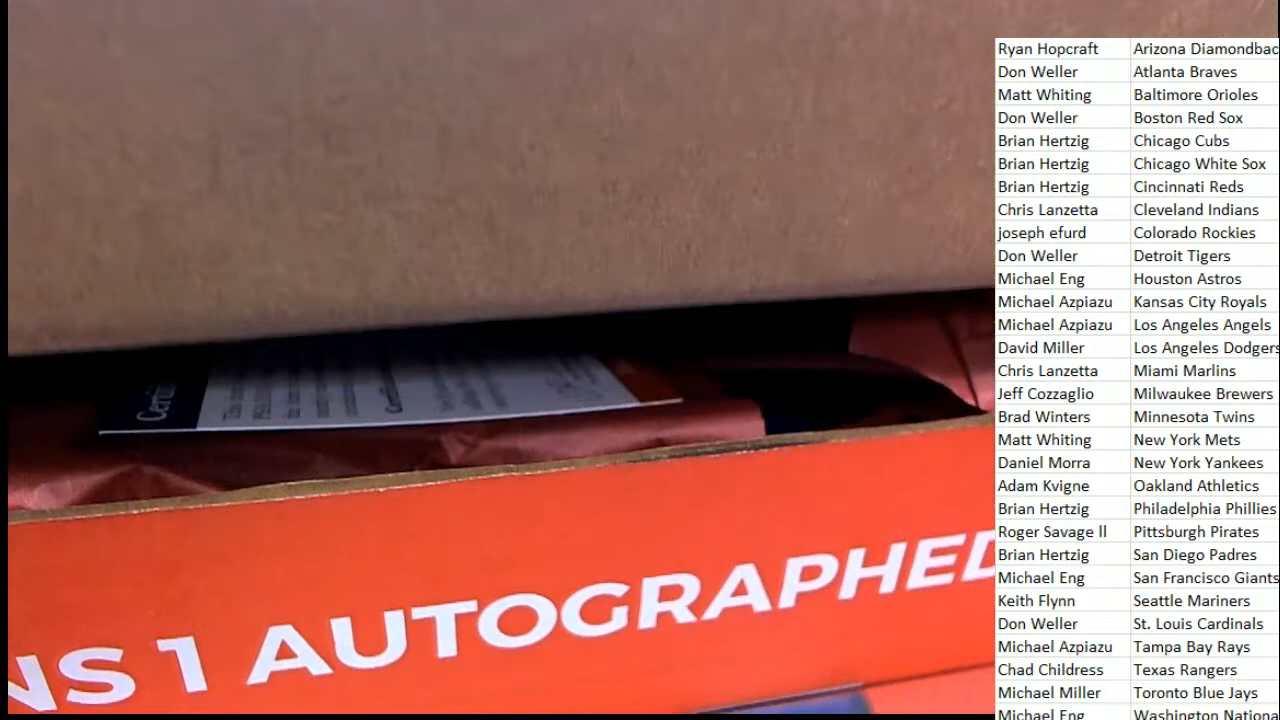 Ryan Hopcraft Arizona Diamondbac
Don Weller Atlanta Braves
Matt Whiting Baltimore Orioles
Don Weller Boston Red Sox
Brian Hertzig Chicago Cubs
Brian Hertzig Chicago White Sox
Brian Hertzig Cincinnati Reds
Chris Lanzetta Cleveland Indians
joseph efurd Colorado Rockies
Don Weller Detroit Tigers
Michael Eng Houston Astros
Michael Azpiazu Kansas City Royals
Michael Azpiazu Los Angeles Angels
David Miller Los Angeles Dodgers
Chris Lanzetta Miami Marlins
Jeff Cozzaglio Milwaukee Brewers
Brad Winters Minnesota Twins
Matt Whiting New York Mets
Daniel Morra New York Yankees
Adam Kvigne Oakland Athletics
Brian Hertzig Philadelphia Phillies
Roger Savage ll Pittsburgh Pirates
Brian Hertzig San Diego Padres
Michael Eng San Francisco Giants
Keith Flynn Seattle Mariners
Don Weller St. Louis Cardinals
Michael Azpiazu Tampa Bay Rays
Chad Childress Texas Rangers
Michael Miller Toronto Blue Jays
Michael Eng Washington Nationa
Certi
NS 1 AUTOGRAPHED